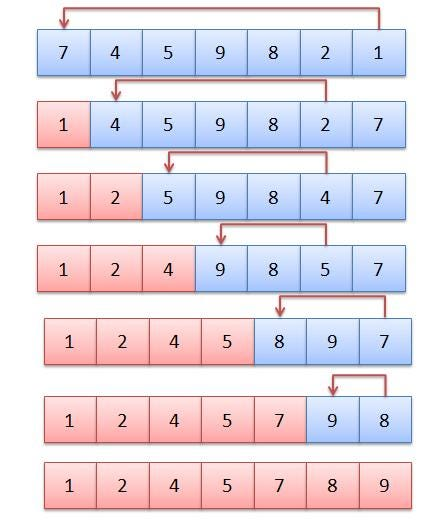 7 4 5 9 8 2 1
1 4 5 9 8 2 7
1 2 5 9 8 4 7
1 2 4 9 8 5 7
1 2 4 5 8 9 7
1 2 4 5 7 9 8
1 2 4 5 7 8 9